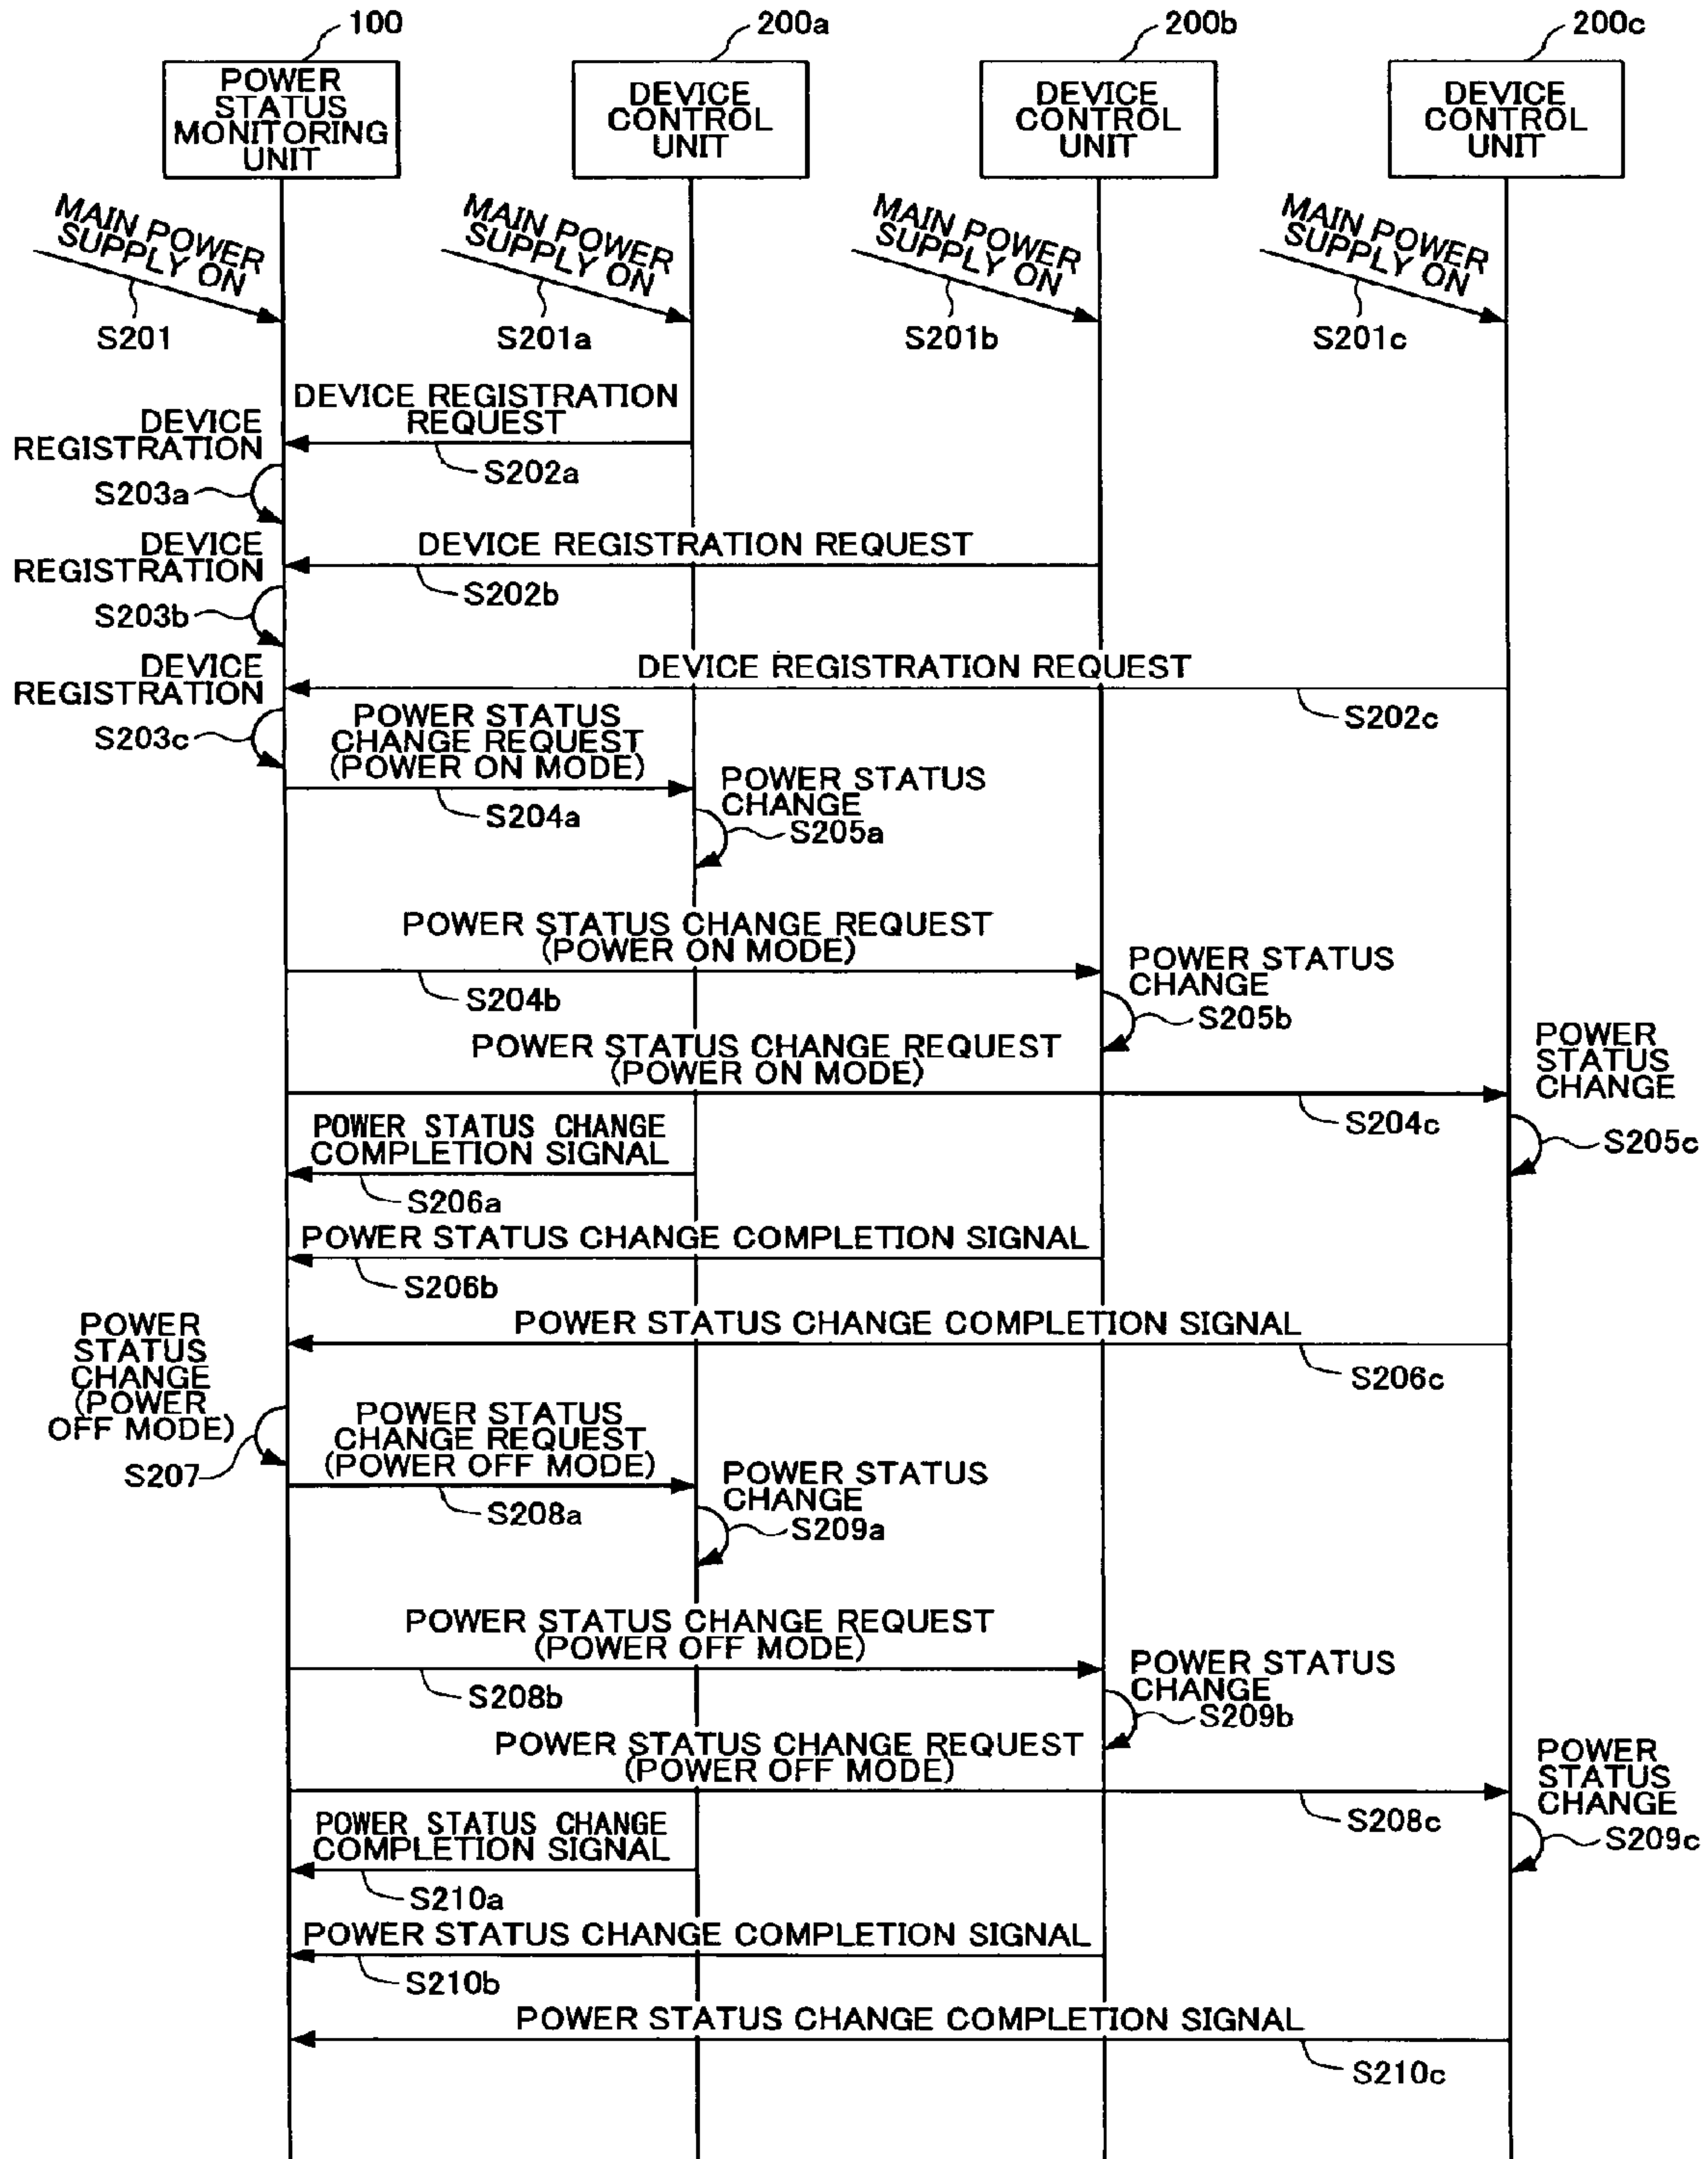 100
200a
200b
200c
POWER
STATUS
MONITORING
UNIT
DEVICE
CONTROL
UNIT
DEVICE
CONTROL
UNIT
DEVICE
CONTROL
UNIT
MAIN POWER
SUPPLY ON
S201
MAIN POWER
SUPPLY ON
S201a
MAIN POWER
SUPPLY ON
S201b
MAIN POWER
SUPPLY ON
S201c
DEVICE REGISTRATION
REQUEST
S202a
DEVICE
REGISTRATION
S203a
DEVICE REGISTRATION REQUEST
S202b
DEVICE
REGISTRATION
S203b
DEVICE REGISTRATION REQUEST
S202c
DEVICE
REGISTRATION
S203c
POWER STATUS
CHANGE REQUEST
(POWER ON MODE)
S204a
POWER STATUS
CHANGE
S205a
POWER STATUS CHANGE REQUEST
(POWER ON MODE)
S204b
POWER STATUS
CHANGE
S205b
POWER STATUS CHANGE REQUEST
(POWER ON MODE)
S204c
POWER
STATUS
CHANGE
S205c
POWER STATUS CHANGE
COMPLETION SIGNAL
S206a
POWER STATUS CHANGE COMPLETION SIGNAL
S206b
POWER STATUS CHANGE COMPLETION SIGNAL
S206c
POWER
STATUS
CHANGE
(POWER
OFF MODE)
S207
POWER STATUS
CHANGE REQUEST
(POWER OFF MODE)
S208a
POWER STATUS
CHANGE
S209a
POWER STATUS CHANGE REQUEST
(POWER OFF MODE)
S208b
POWER STATUS
CHANGE
S209b
POWER STATUS CHANGE REQUEST
(POWER OFF MODE)
S208c
POWER
STATUS
CHANGE
S209c
POWER STATUS CHANGE
COMPLETION SIGNAL
S210a
POWER STATUS CHANGE COMPLETION SIGNAL
S210b
POWER STATUS CHANGE COMPLETION SIGNAL
S210c